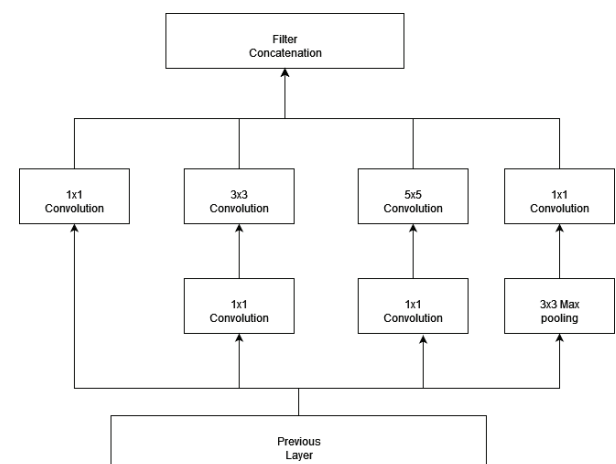 Filter
Concatenation
1x1
Convolution
3x3
Convolution
5x5
Convolution
1x1
Convolution
1x1
Convolution
1x1
Convolution
3x3 Max
pooling
Previous
Layer